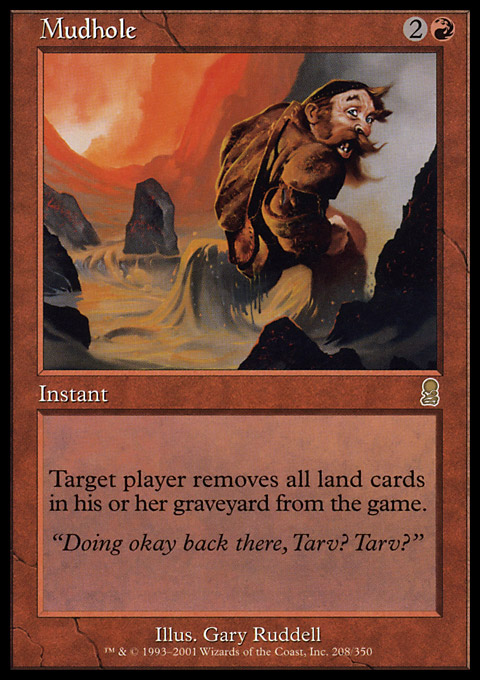 Mudhole 2
Instant
Target player removes all land cards
in his or her graveyard from the game.
“Doing okay back there, Tarv? Tarv?”
Illus. Gary Ruddell
™ & © 1993–2001 Wizards of the Coast, Inc. 208/350